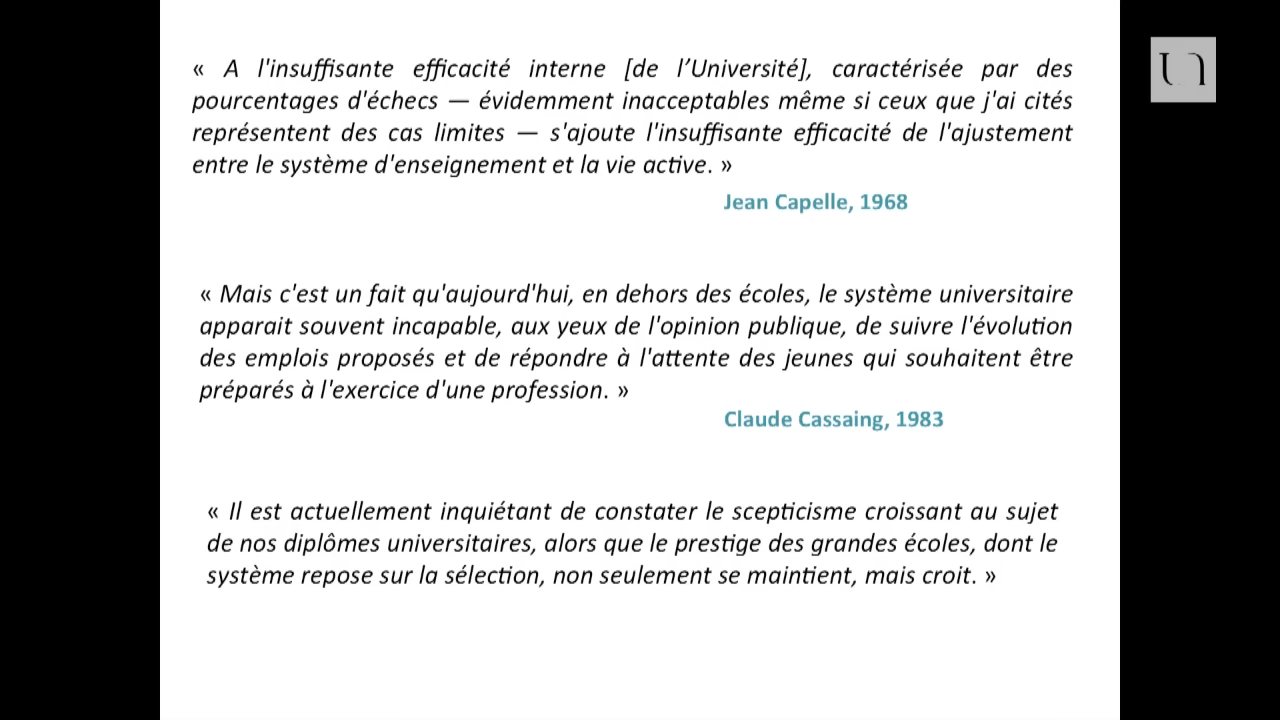 « A l'insuffisante efficacité interne [de l’Université], caractérisée par des
pourcentages d'échecs — évidemment inacceptables même si ceux que j'ai cités
représentent des cas limites — s'ajoute l'insuffisante efficacité de l'ajustement
entre le système d'enseignement et la vie active. »
Jean Capelle, 1968
« Mais c'est un fait qu'aujourd'hui, en dehors des écoles, le système universitaire
apparait souvent incapable, aux yeux de l'opinion publique, de suivre l'évolution
des emplois proposés et de répondre à l'attente des jeunes qui souhaitent être
préparés à l'exercice d'une profession. »
Claude Cassaing, 1983
« Il est actuellement inquiétant de constater le scepticisme croissant au sujet
de nos diplômes universitaires, alors que le prestige des grandes écoles, dont le
système repose sur la sélection, non seulement se maintient, mais croit. »